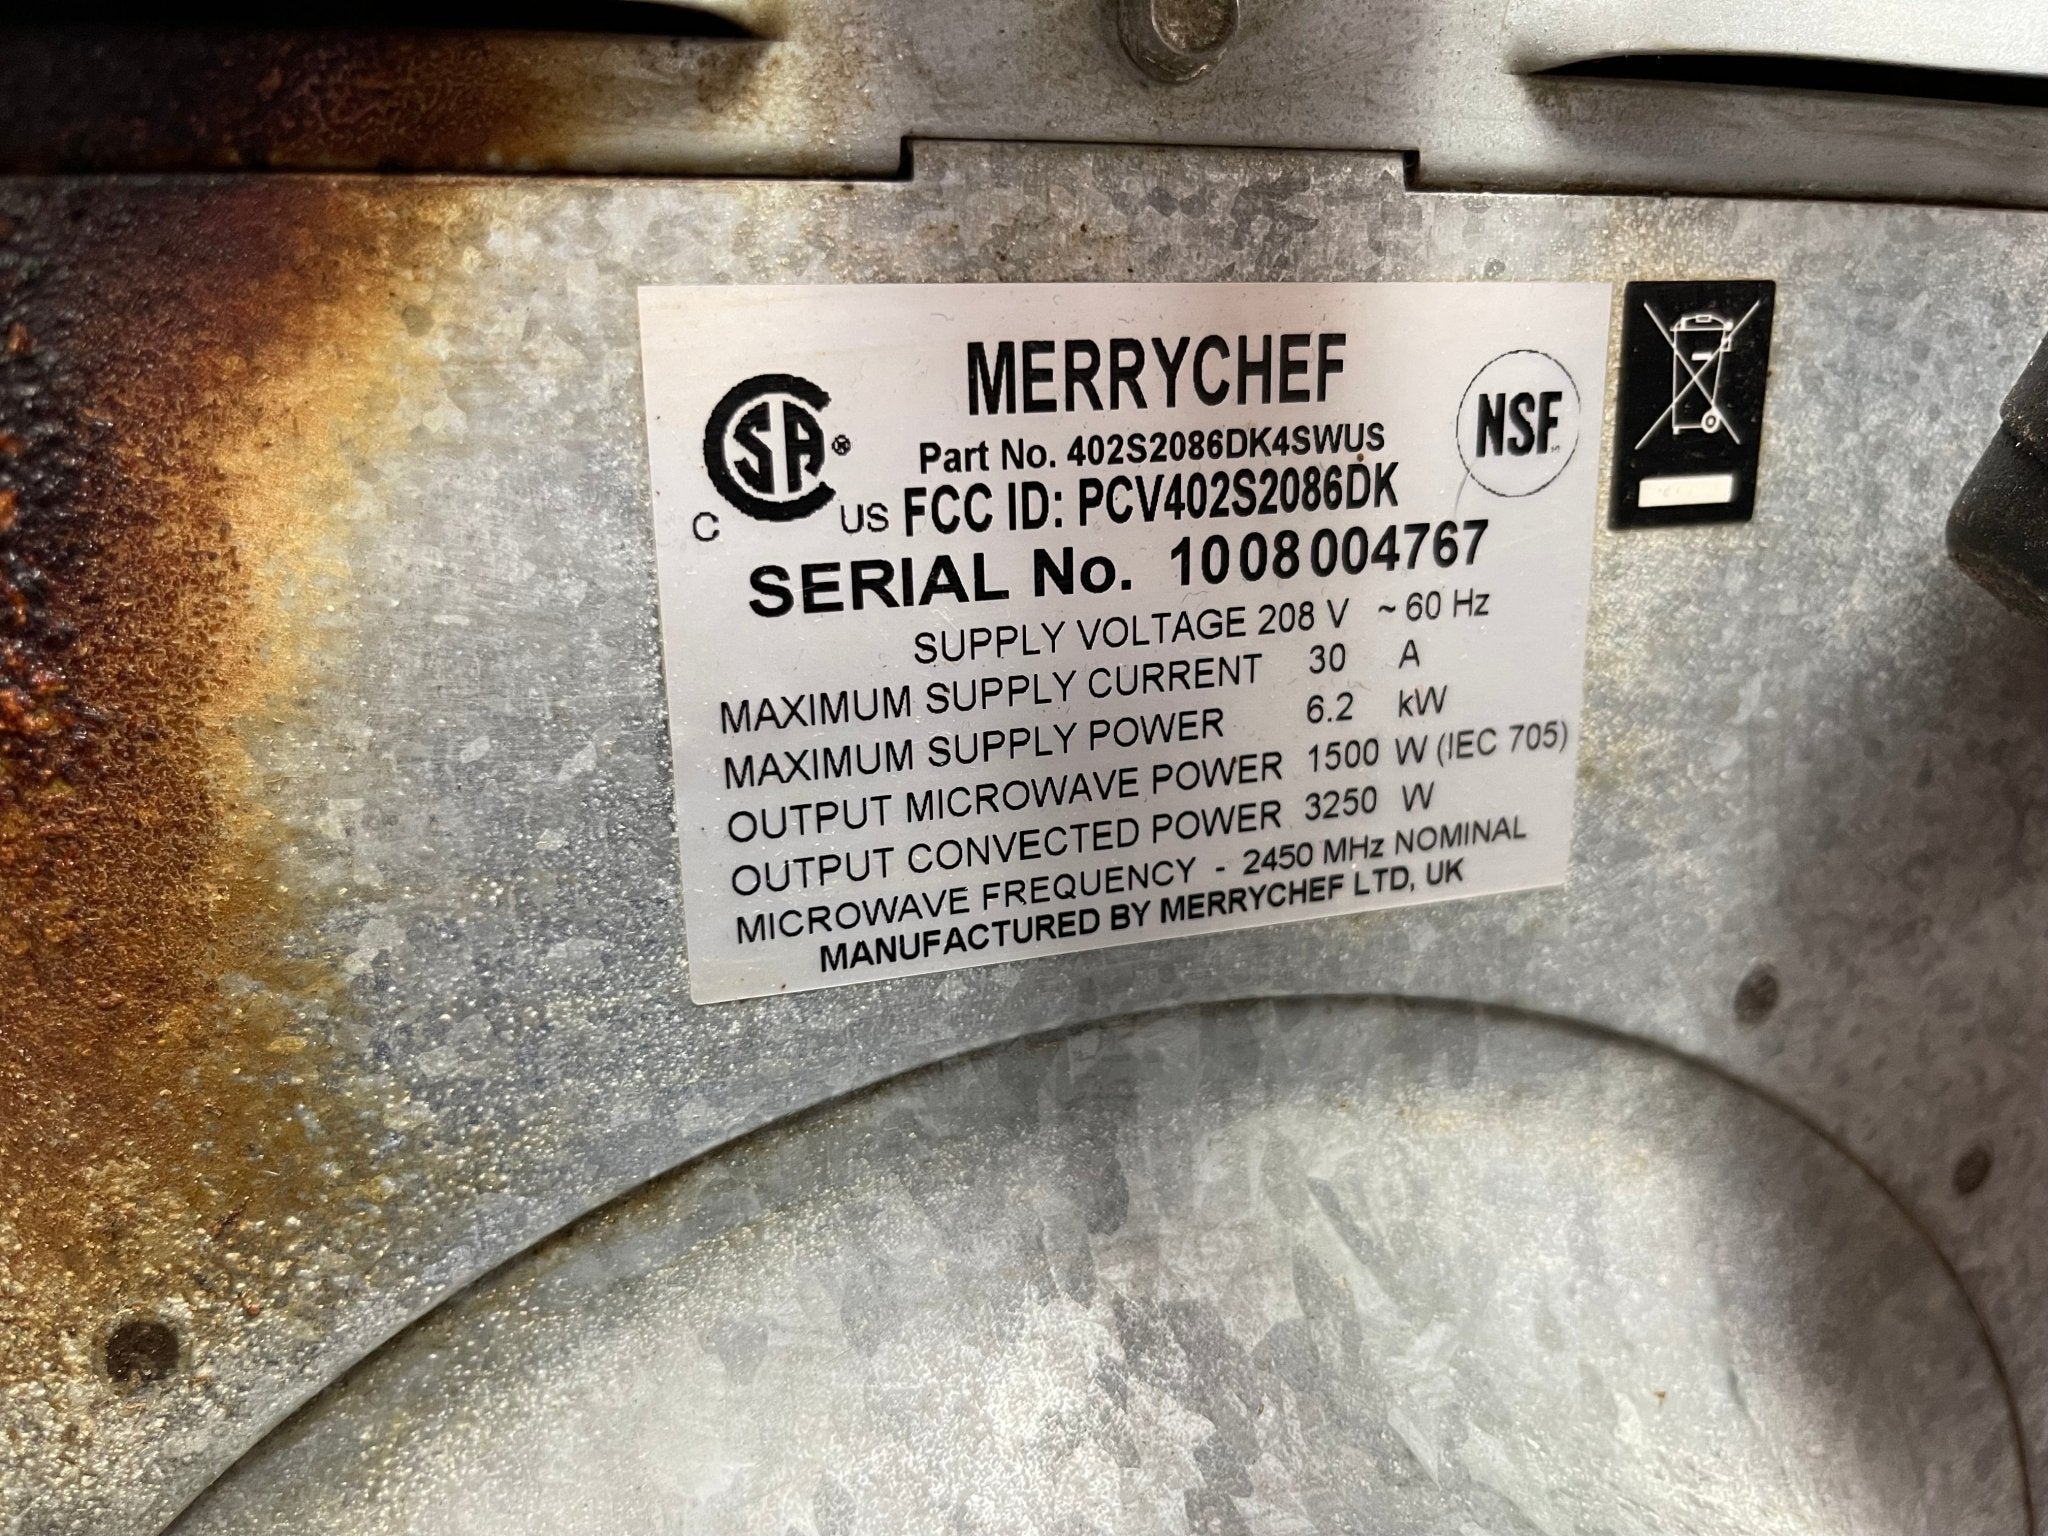 MERRYCHEF
CSA®
C US
NSF
Part No. 402S2086DK4SWUS
FCC ID: PCV402S2086DK
SERIAL No. 1008004767
SUPPLY VOLTAGE 208 V ~ 60 Hz
MAXIMUM SUPPLY CURRENT 30 A
MAXIMUM SUPPLY POWER 6.2 kW
OUTPUT MICROWAVE POWER 1500 W (IEC 705)
OUTPUT CONVECTED POWER 3250 W
MICROWAVE FREQUENCY - 2450 MHz NOMINAL
MANUFACTURED BY MERRYCHEF LTD, UK